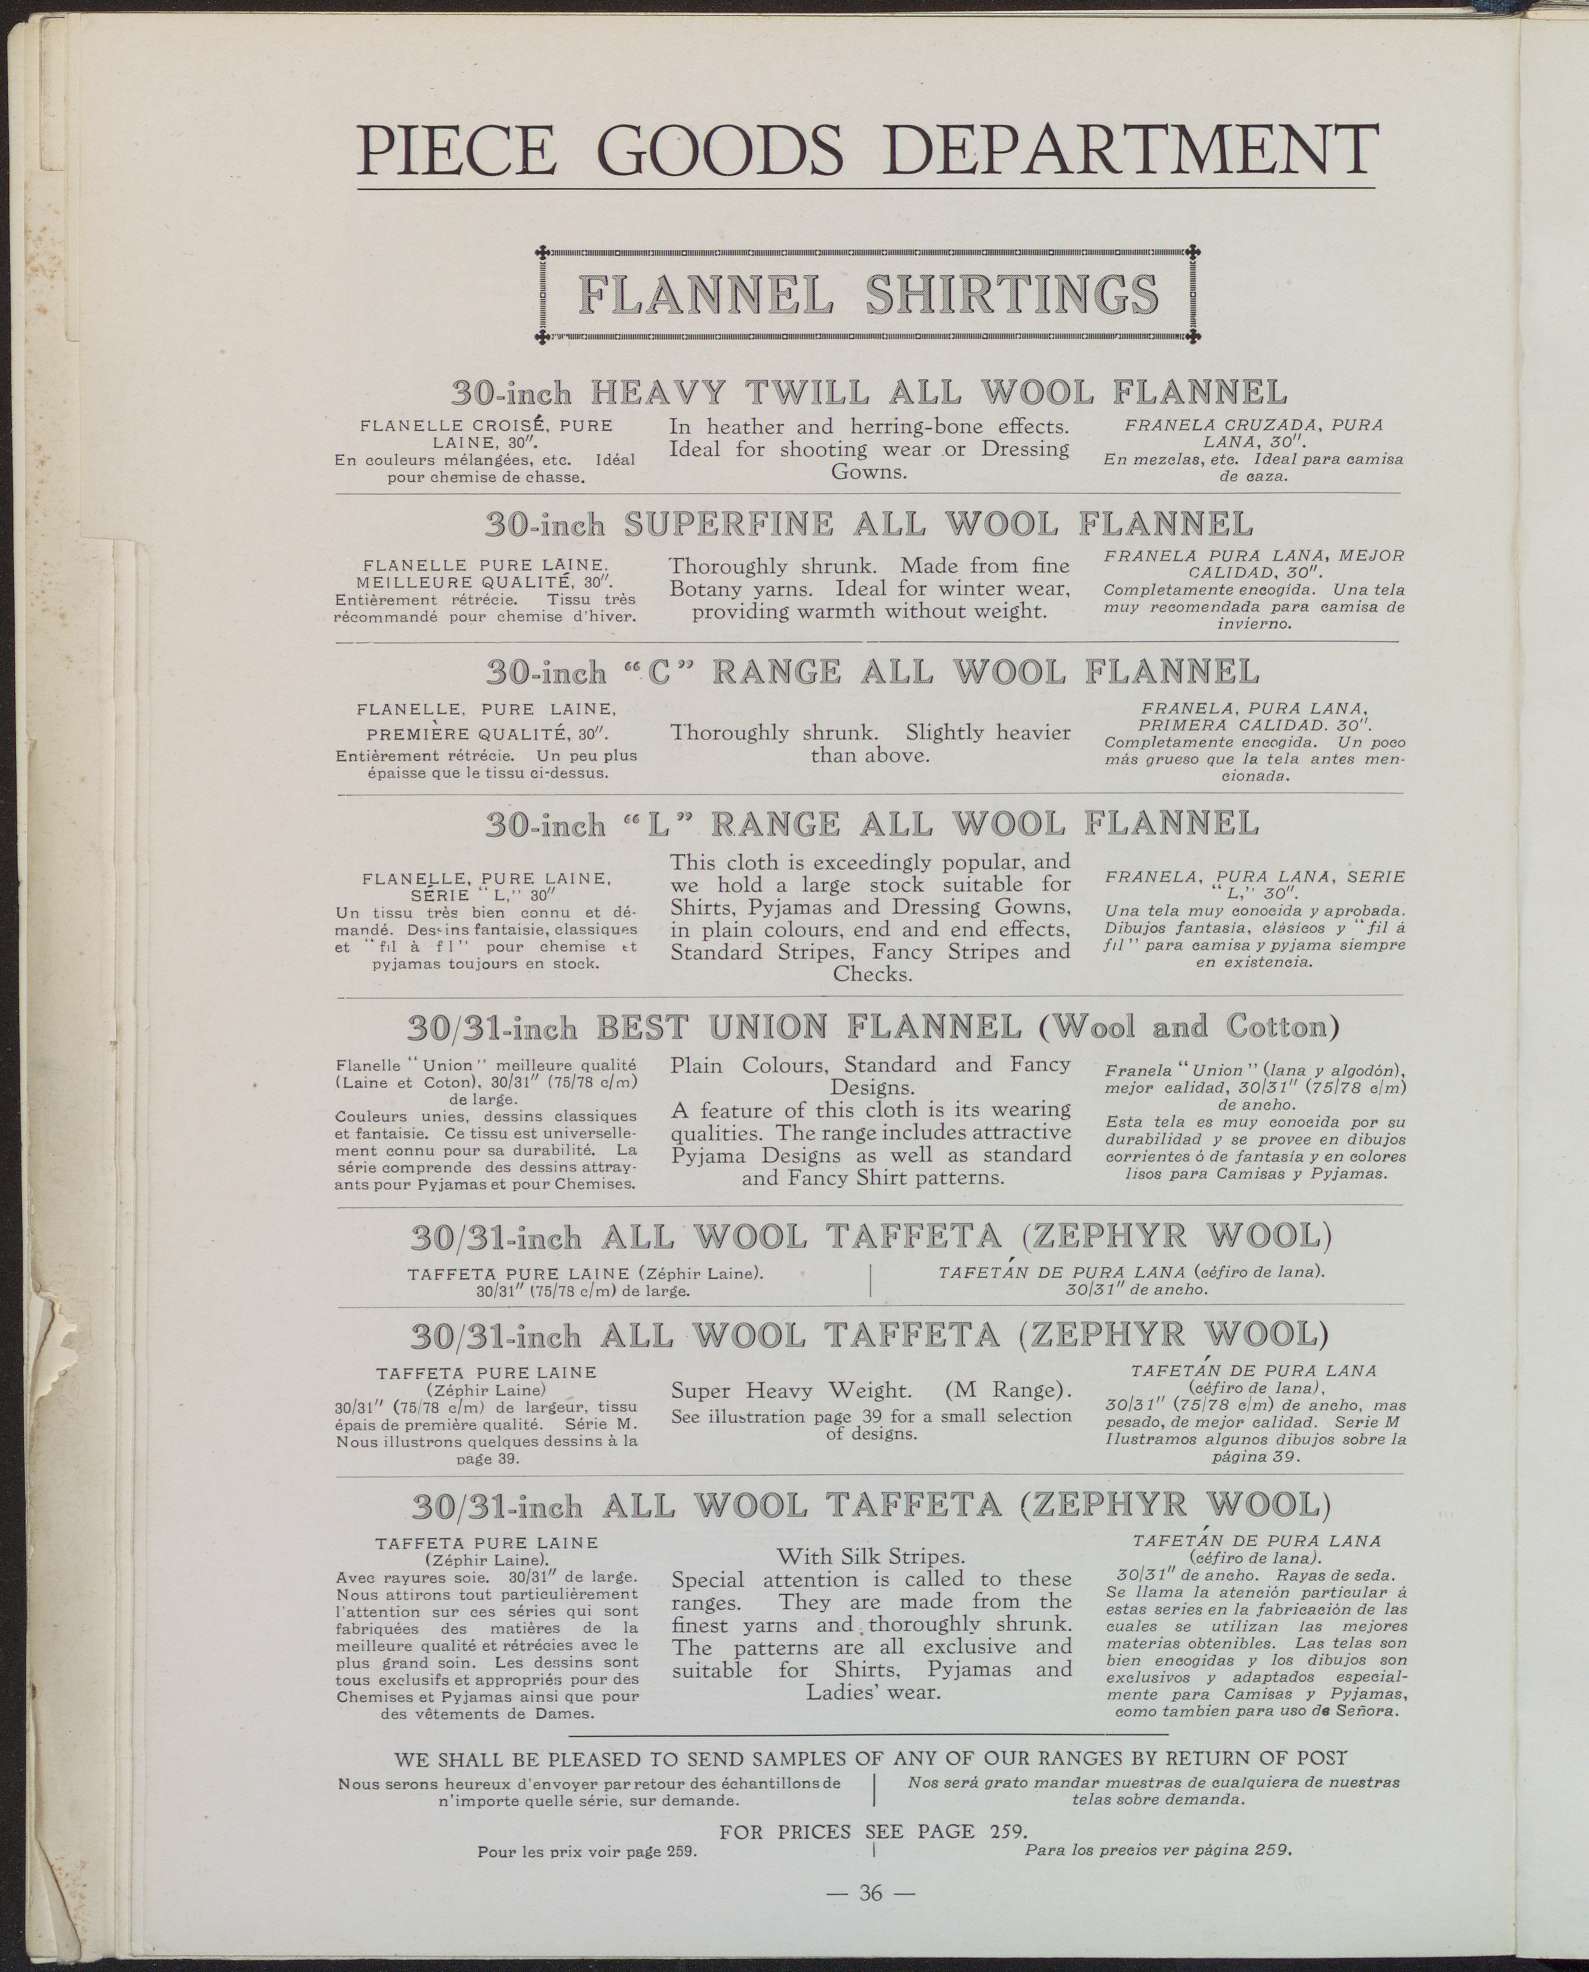 PIECE GOODS DEPARTMENT
FLANNEL SHIRTINGS
30-inch HEAVY TWILL ALL WOOL FLANNEL
FLANELLE CROISÉ, PURE
LAINE, 30″.
En couleurs mélangées, etc. Idéal
pour chemise de chasse.
In heather and herring-bone effects.
Ideal for shooting wear or Dressing
Gowns.
FRANELA CRUZADA, PURA
LANA, 30″.
En mezclas, etc. Ideal para camisa
de caza.
30-inch SUPERFINE ALL WOOL FLANNEL
FLANELLE PURE LAINE,
MEILLEURE QUALITÉ, 30″.
Entièrement rétrécie. Tissu très
récommandé pour chemise d'hiver.
Thoroughly shrunk. Made from fine
Botany yarns. Ideal for winter wear,
providing warmth without weight.
FRANELA PURA LANA, MEJOR
CALIDAD, 30″.
Completamente encogida. Una tela
muy recomendada para camisa de
invierno.
30-inch "C" RANGE ALL WOOL FLANNEL
FLANELLE, PURE LAINE,
PREMIÈRE QUALITÉ, 30″.
Entièrement rétrécie. Un peu plus
épaisse que le tissu ci-dessus.
Thoroughly shrunk. Slightly heavier
than above.
FRANELA, PURA LANA,
PRIMERA CALIDAD. 30″.
Completamente encogida. Un poco
más grueso que la tela antes men-
cionada.
30-inch "L" RANGE ALL WOOL FLANNEL
FLANELLE, PURE LAINE,
SÉRIE "L," 30″
Un tissu très bien connu et dé-
mandé. Dessins fantaisie, classiques
et "fil à fl" pour chemise et
pyjamas toujours en stock.
This cloth is exceedingly popular, and
we hold a large stock suitable for
Shirts, Pyjamas and Dressing Gowns,
in plain colours, end and end effects,
Standard Stripes, Fancy Stripes and
Checks.
FRANELA, PURA LANA, SERIE
"L," 30″.
Una tela muy conocida y aprobada.
Dibujos fantasia, clásicos y "fil á
fil" para camisa y pyjama siempre
en existencia.
30/31-inch BEST UNION FLANNEL (Wool and Cotton)
Flanelle "Union" meilleure qualité
(Laine et Coton), 30/31″ (75/78 c/m)
de large.
Couleurs unies, dessins classiques
et fantaisie. Ce tissu est universelle-
ment connu pour sa durabilité. La
série comprende des dessins attray-
ants pour Pyjamas et pour Chemises.
Plain Colours, Standard and Fancy
Designs.
A feature of this cloth is its wearing
qualities. The range includes attractive
Pyjama Designs as well as standard
and Fancy Shirt patterns.
Franela "Union" (lana y algodón),
mejor calidad, 30/31″ (75/78 c/m)
de ancho.
Esta tela es muy conocida por su
durabilidad y se provee en dibujos
corrientes ó de fantasía y en colores
lisos para Camisas y Pyjamas.
30/31-inch ALL WOOL TAFFETA (ZEPHYR WOOL)
TAFFETA PURE LAINE (Zéphir Laine).
30/31″ (75/78 c/m) de large.
TAFETÁN DE PURA LANA (céfiro de lana).
30/31″ de ancho.
30/31-inch ALL WOOL TAFFETA (ZEPHYR WOOL)
TAFFETA PURE LAINE
(Zéphir Laine)
30/31″ (75/78 c/m) de largeur, tissu
épais de première qualité. Série M.
Nous illustrons quelques dessins à la
page 39.
Super Heavy Weight. (M Range).
See illustration page 39 for a small selection
of designs.
TAFETÁN DE PURA LANA
(céfiro de lana),
30/31″ (75/78 c/m) de ancho, mas
pesado, de mejor calidad. Serie M
Ilustramos algunos dibujos sobre la
página 39.
30/31-inch ALL WOOL TAFFETA (ZEPHYR WOOL)
TAFFETA PURE LAINE
(Zéphir Laine).
Avec rayures soie. 30/31″ de large.
Nous attirons tout particulièrement
l'attention sur ces séries qui sont
fabriquées des matières de la
meilleure qualité et rétrécies avec le
plus grand soin. Les dessins sont
tous exclusifs et appropriés pour des
Chemises et Pyjamas ainsi que pour
des vêtements de Dames.
With Silk Stripes.
Special attention is called to these
ranges. They are made from the
finest yarns and thoroughly shrunk.
The patterns are all exclusive and
suitable for Shirts, Pyjamas and
Ladies' wear.
TAFETÁN DE PURA LANA
(céfiro de lana).
30/31″ de ancho. Rayas de seda.
Se llama la atención particular á
estas series en la fabricación de las
cuales se utilizan las mejores
materias obtenibles. Las telas son
bien encogidas y los dibujos son
exclusivos y adaptados especial-
mente para Camisas y Pyjamas,
como tambien para uso de Señora.
WE SHALL BE PLEASED TO SEND SAMPLES OF ANY OF OUR RANGES BY RETURN OF POST
Nous serons heureux d'envoyer par retour des échantillons de
n'importe quelle série, sur demande.
Nos será grato mandar muestras de cualquiera de nuestras
telas sobre demanda.
FOR PRICES SEE PAGE 259.
Pour les prix voir page 259.
Para los precios ver página 259.
— 36 —